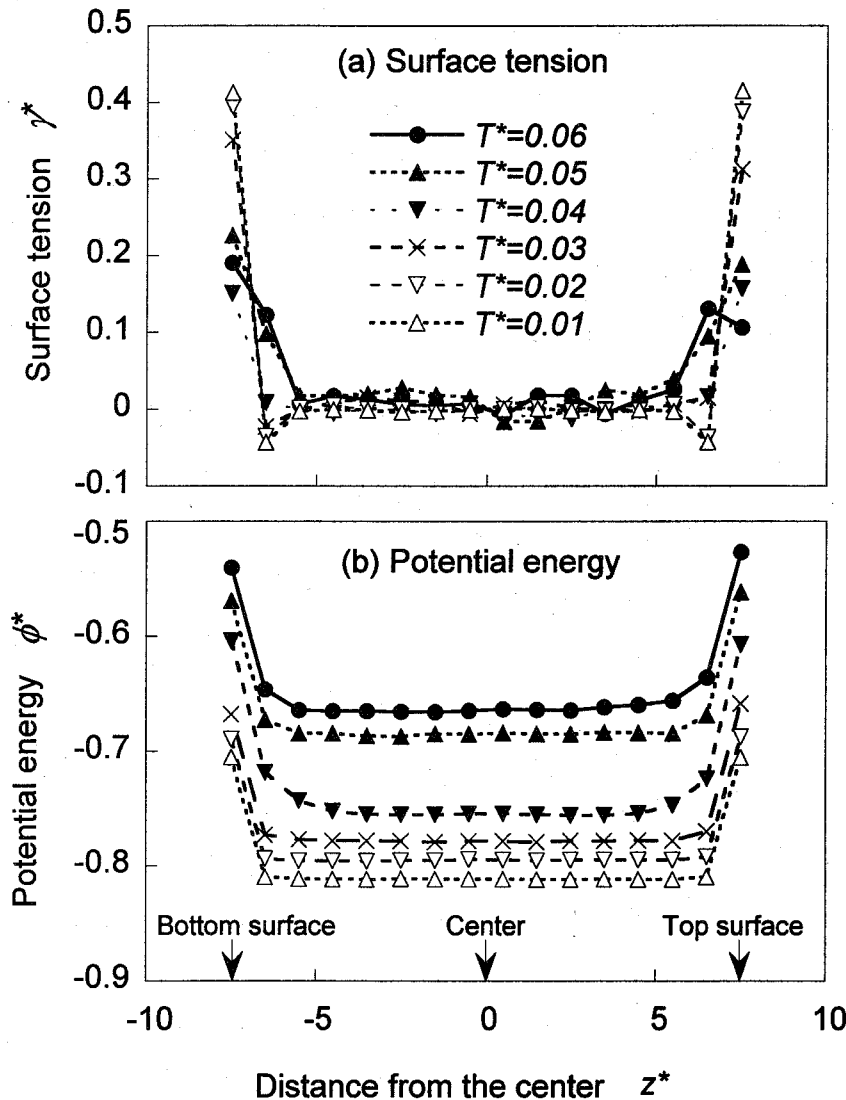 0.5
(a) Surface tension
0.4
T*=0.06
T*=0.05
0.3
T*=0.04
T*=0.03
0.2
T*=0.02
T*=0.01
0.1
0
-0.1
Surface tension γ*
-0.5
(b) Potential energy
-0.6
-0.7
-0.8
Potential energy ϕ*
Bottom surface Center Top surface
-0.9
-10 -5 0 5 10
Distance from the center z*